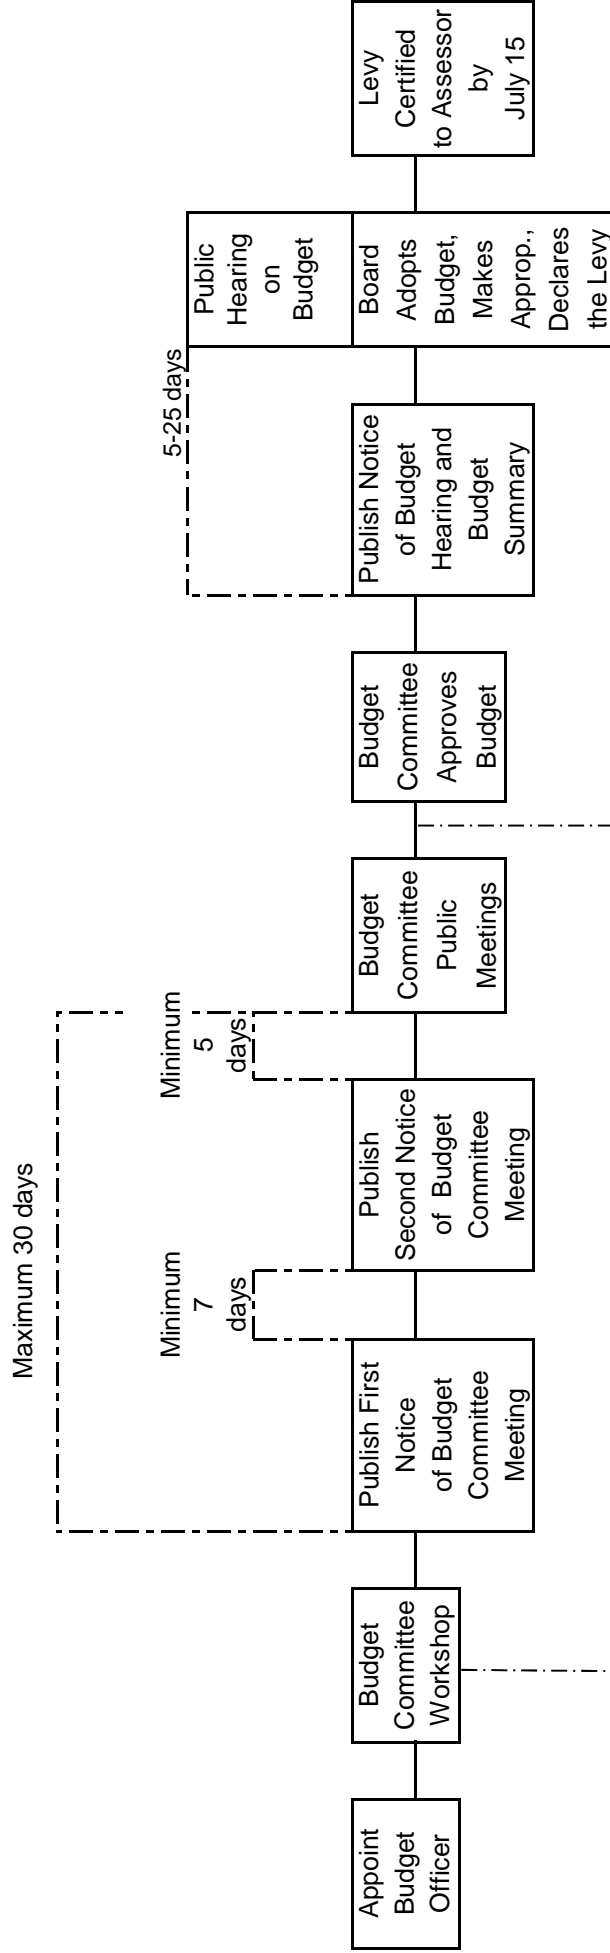 Maximum 30 days
Appoint
Budget
Officer
Budget
Committee
Workshop
Publish First
Notice
of Budget
Committee
Meeting
Minimum
7
days
Publish
Second Notice
of Budget
Committee
Meeting
Minimum
5
days
Budget
Committee
Public
Meetings
Budget
Committee
Approves
Budget
Publish Notice
of Budget
Hearing and
Budget
Summary
5-25 days
Public
Hearing
on
Budget
Board
Adopts
Budget,
Makes
Approp.,
Declares
the Levy
Levy
Certified
to Assessor
by
July 15